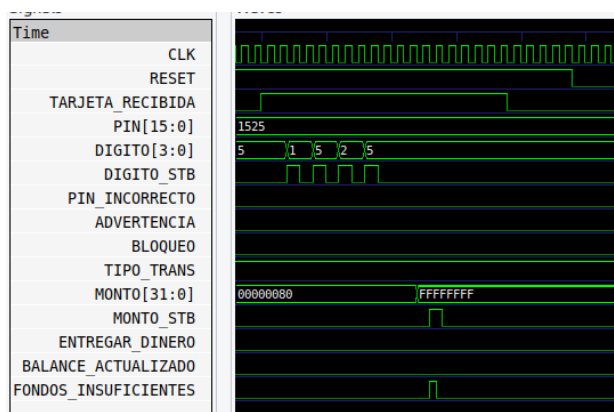 Time
CLK
RESET
TARJETA_RECIBIDA
PIN[15:0] 1525
DIGITO[3:0] 5 1 5 2 5
DIGITO_STB
PIN_INCORRECTO
ADVERTENCIA
BLOQUEO
TIPO_TRANS
MONTO[31:0] 00000080 FFFFFFFF
MONTO_STB
ENTREGAR_DINERO
BALANCE_ACTUALIZADO
FONDOS_INSUFICIENTES